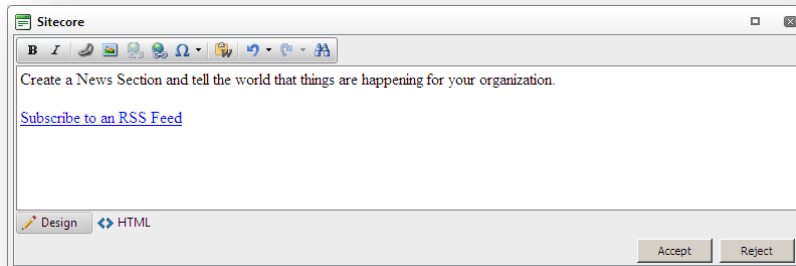 Sitecore
B I Ω W
Create a News Section and tell the world that things are happening for your organization.
Subscribe to an RSS Feed
Design HTML
Accept Reject